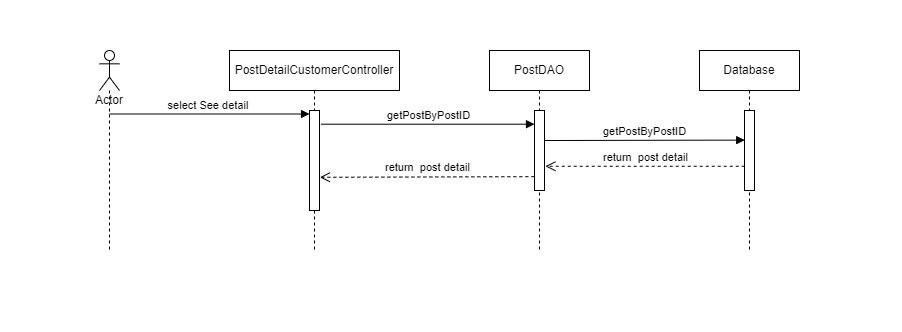 PostDetailCustomerController
PostDAO
Database
Actor
select See detail
getPostByPostID
getPostByPostID
return  post detail
return  post detail